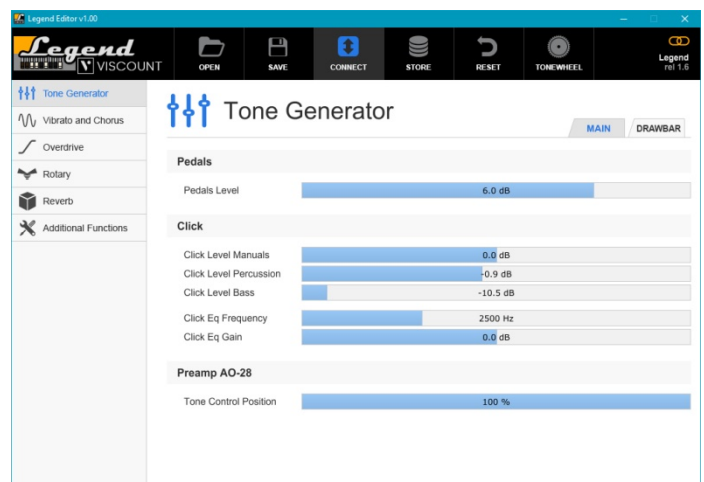 Legend Editor v1.00
Legend
VISCOUNT
OPEN
SAVE
CONNECT
STORE
RESET
TONEWHEEL
Legend
rel 1.6
Tone Generator
Vibrato and Chorus
Overdrive
Rotary
Reverb
Additional Functions
Tone Generator
MAIN
DRAWBAR
Pedals
Pedals Level 6.0 dB
Click
Click Level Manuals 0.0 dB
Click Level Percussion -0.9 dB
Click Level Bass -10.5 dB
Click Eq Frequency 2500 Hz
Click Eq Gain 0.0 dB
Preamp AO-28
Tone Control Position 100 %